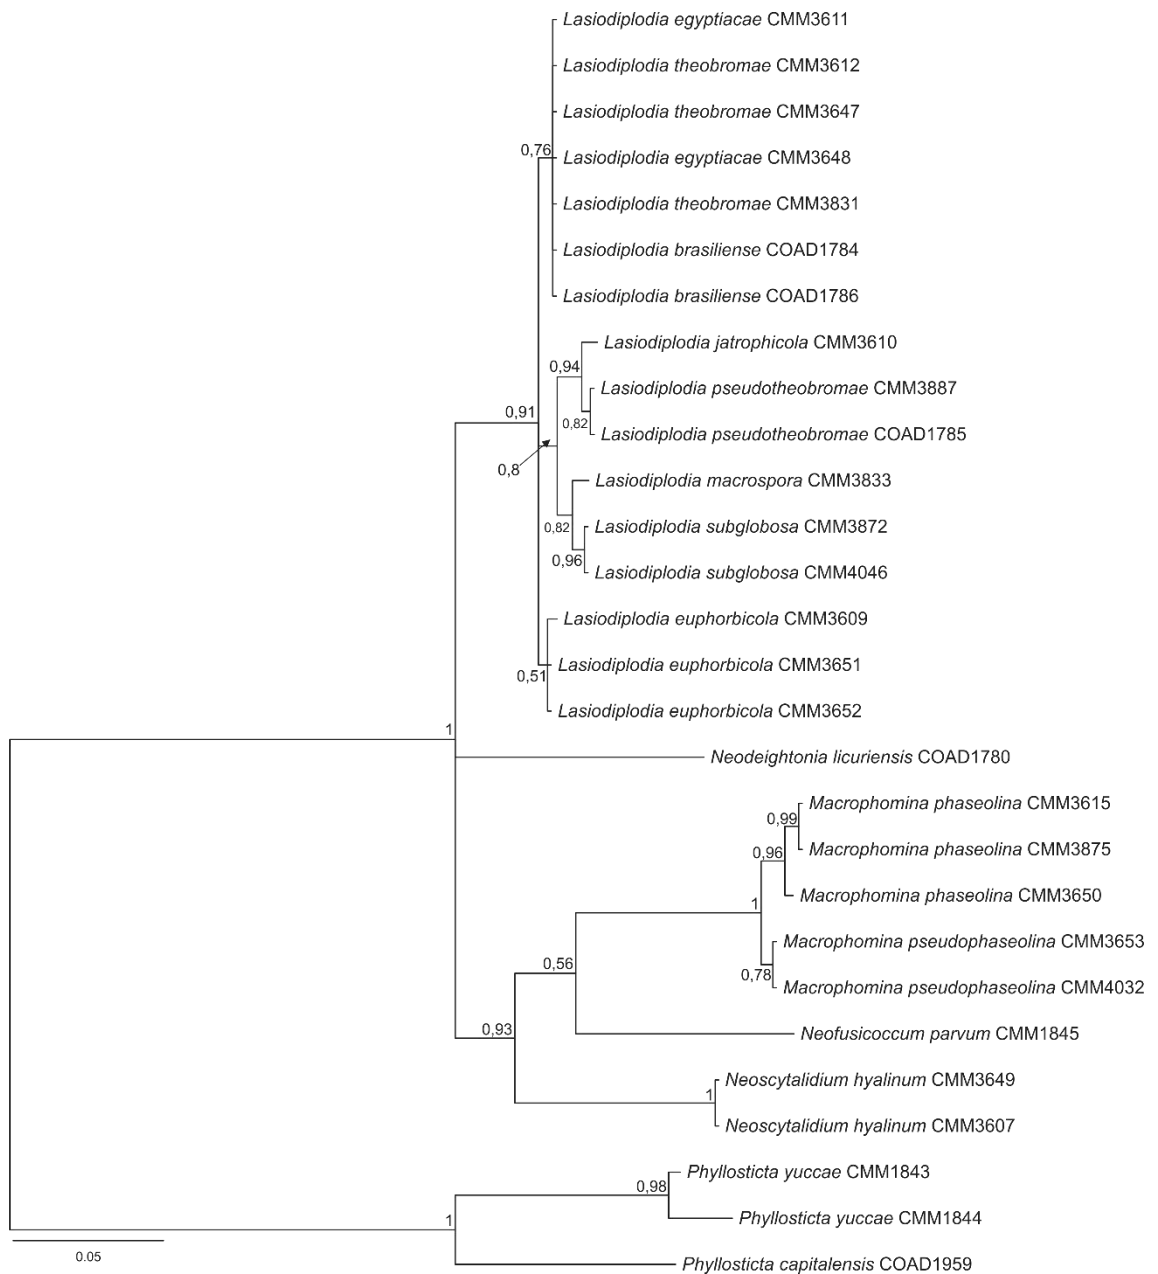 Lasiodiplodia egyptiacae CMM3611
Lasiodiplodia theobromae CMM3612
Lasiodiplodia theobromae CMM3647
0,76
Lasiodiplodia egyptiacae CMM3648
Lasiodiplodia theobromae CMM3831
Lasiodiplodia brasiliense COAD1784
Lasiodiplodia brasiliense COAD1786
Lasiodiplodia jatrophicola CMM3610
0,94
Lasiodiplodia pseudotheobromae CMM3887
0,91
0,82
Lasiodiplodia pseudotheobromae COAD1785
0,8
Lasiodiplodia macrospora CMM3833
0,82
Lasiodiplodia subglobosa CMM3872
0,96
Lasiodiplodia subglobosa CMM4046
Lasiodiplodia euphorbicola CMM3609
Lasiodiplodia euphorbicola CMM3651
0,51
Lasiodiplodia euphorbicola CMM3652
1
Neodeightonia licuriensis COAD1780
Macrophomina phaseolina CMM3615
0,99
Macrophomina phaseolina CMM3875
0,96
Macrophomina phaseolina CMM3650
1
Macrophomina pseudophaseolina CMM3653
0,56
0,78
Macrophomina pseudophaseolina CMM4032
0,93
Neofusicoccum parvum CMM1845
Neoscytalidium hyalinum CMM3649
1
Neoscytalidium hyalinum CMM3607
Phyllosticta yuccae CMM1843
0,98
Phyllosticta yuccae CMM1844
1
0.05
Phyllosticta capitalensis COAD1959